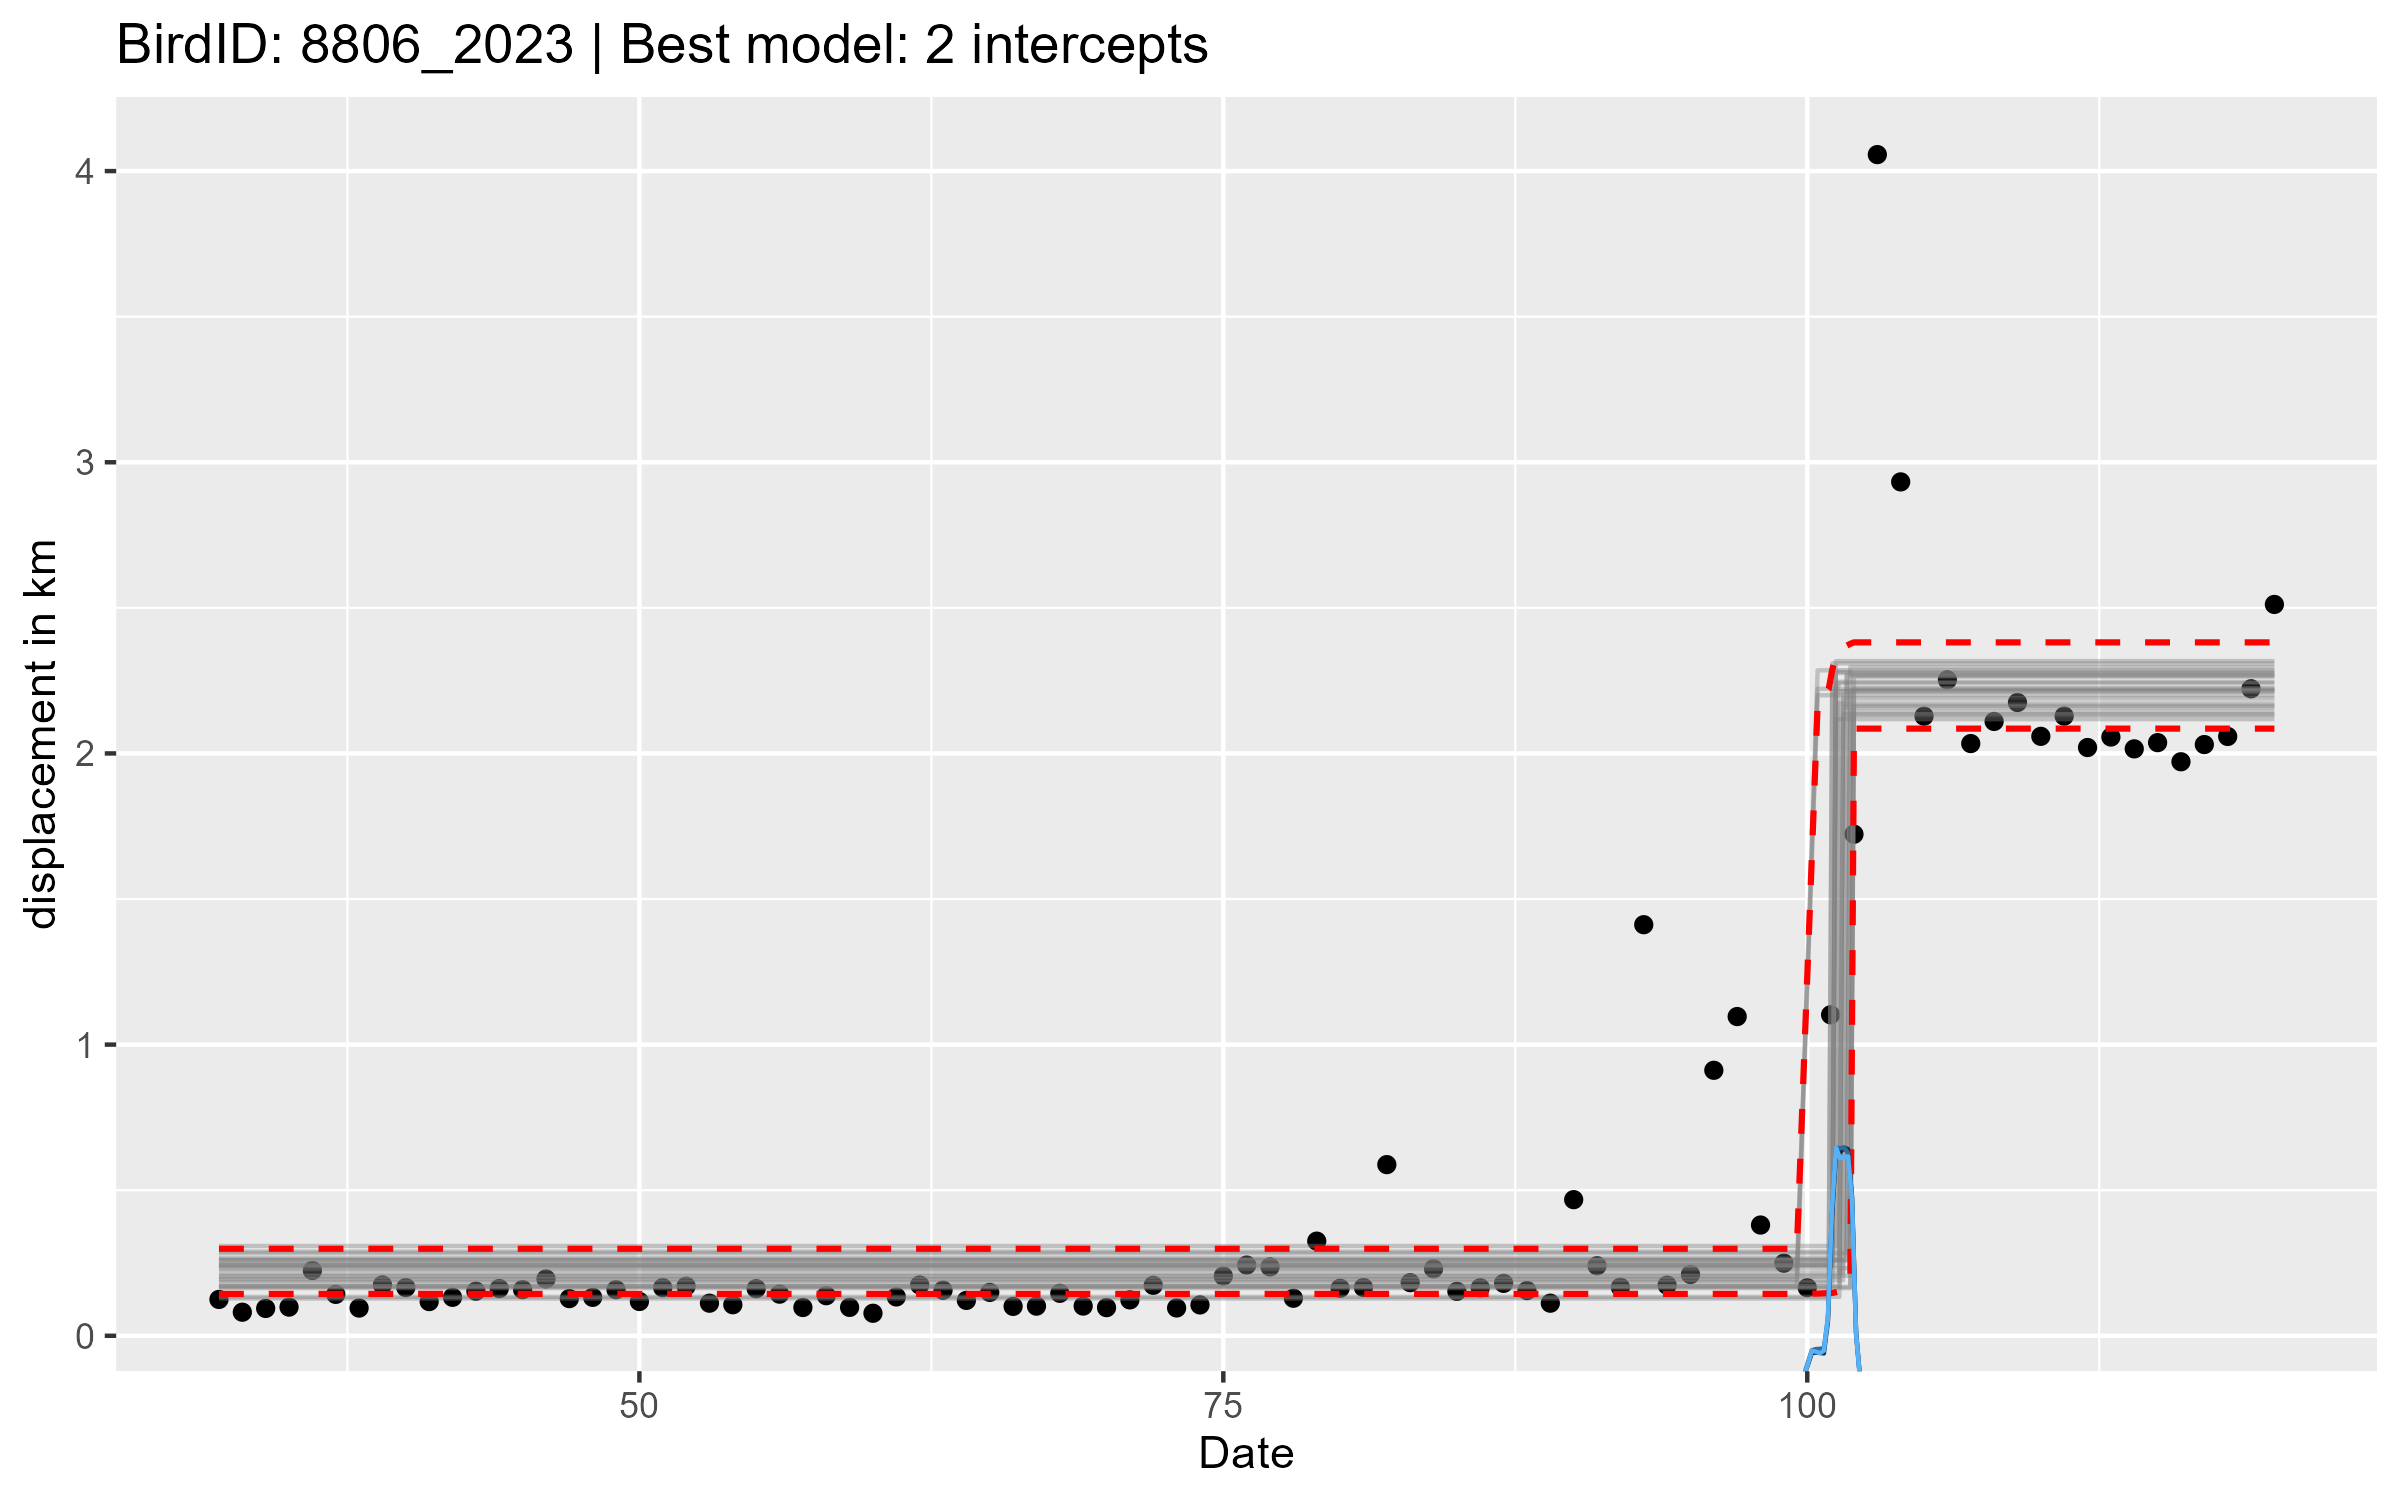 BirdID: 8806_2023 | Best model: 2 intercepts
displacement in km
4
3
2
1
0
50 75 100
Date